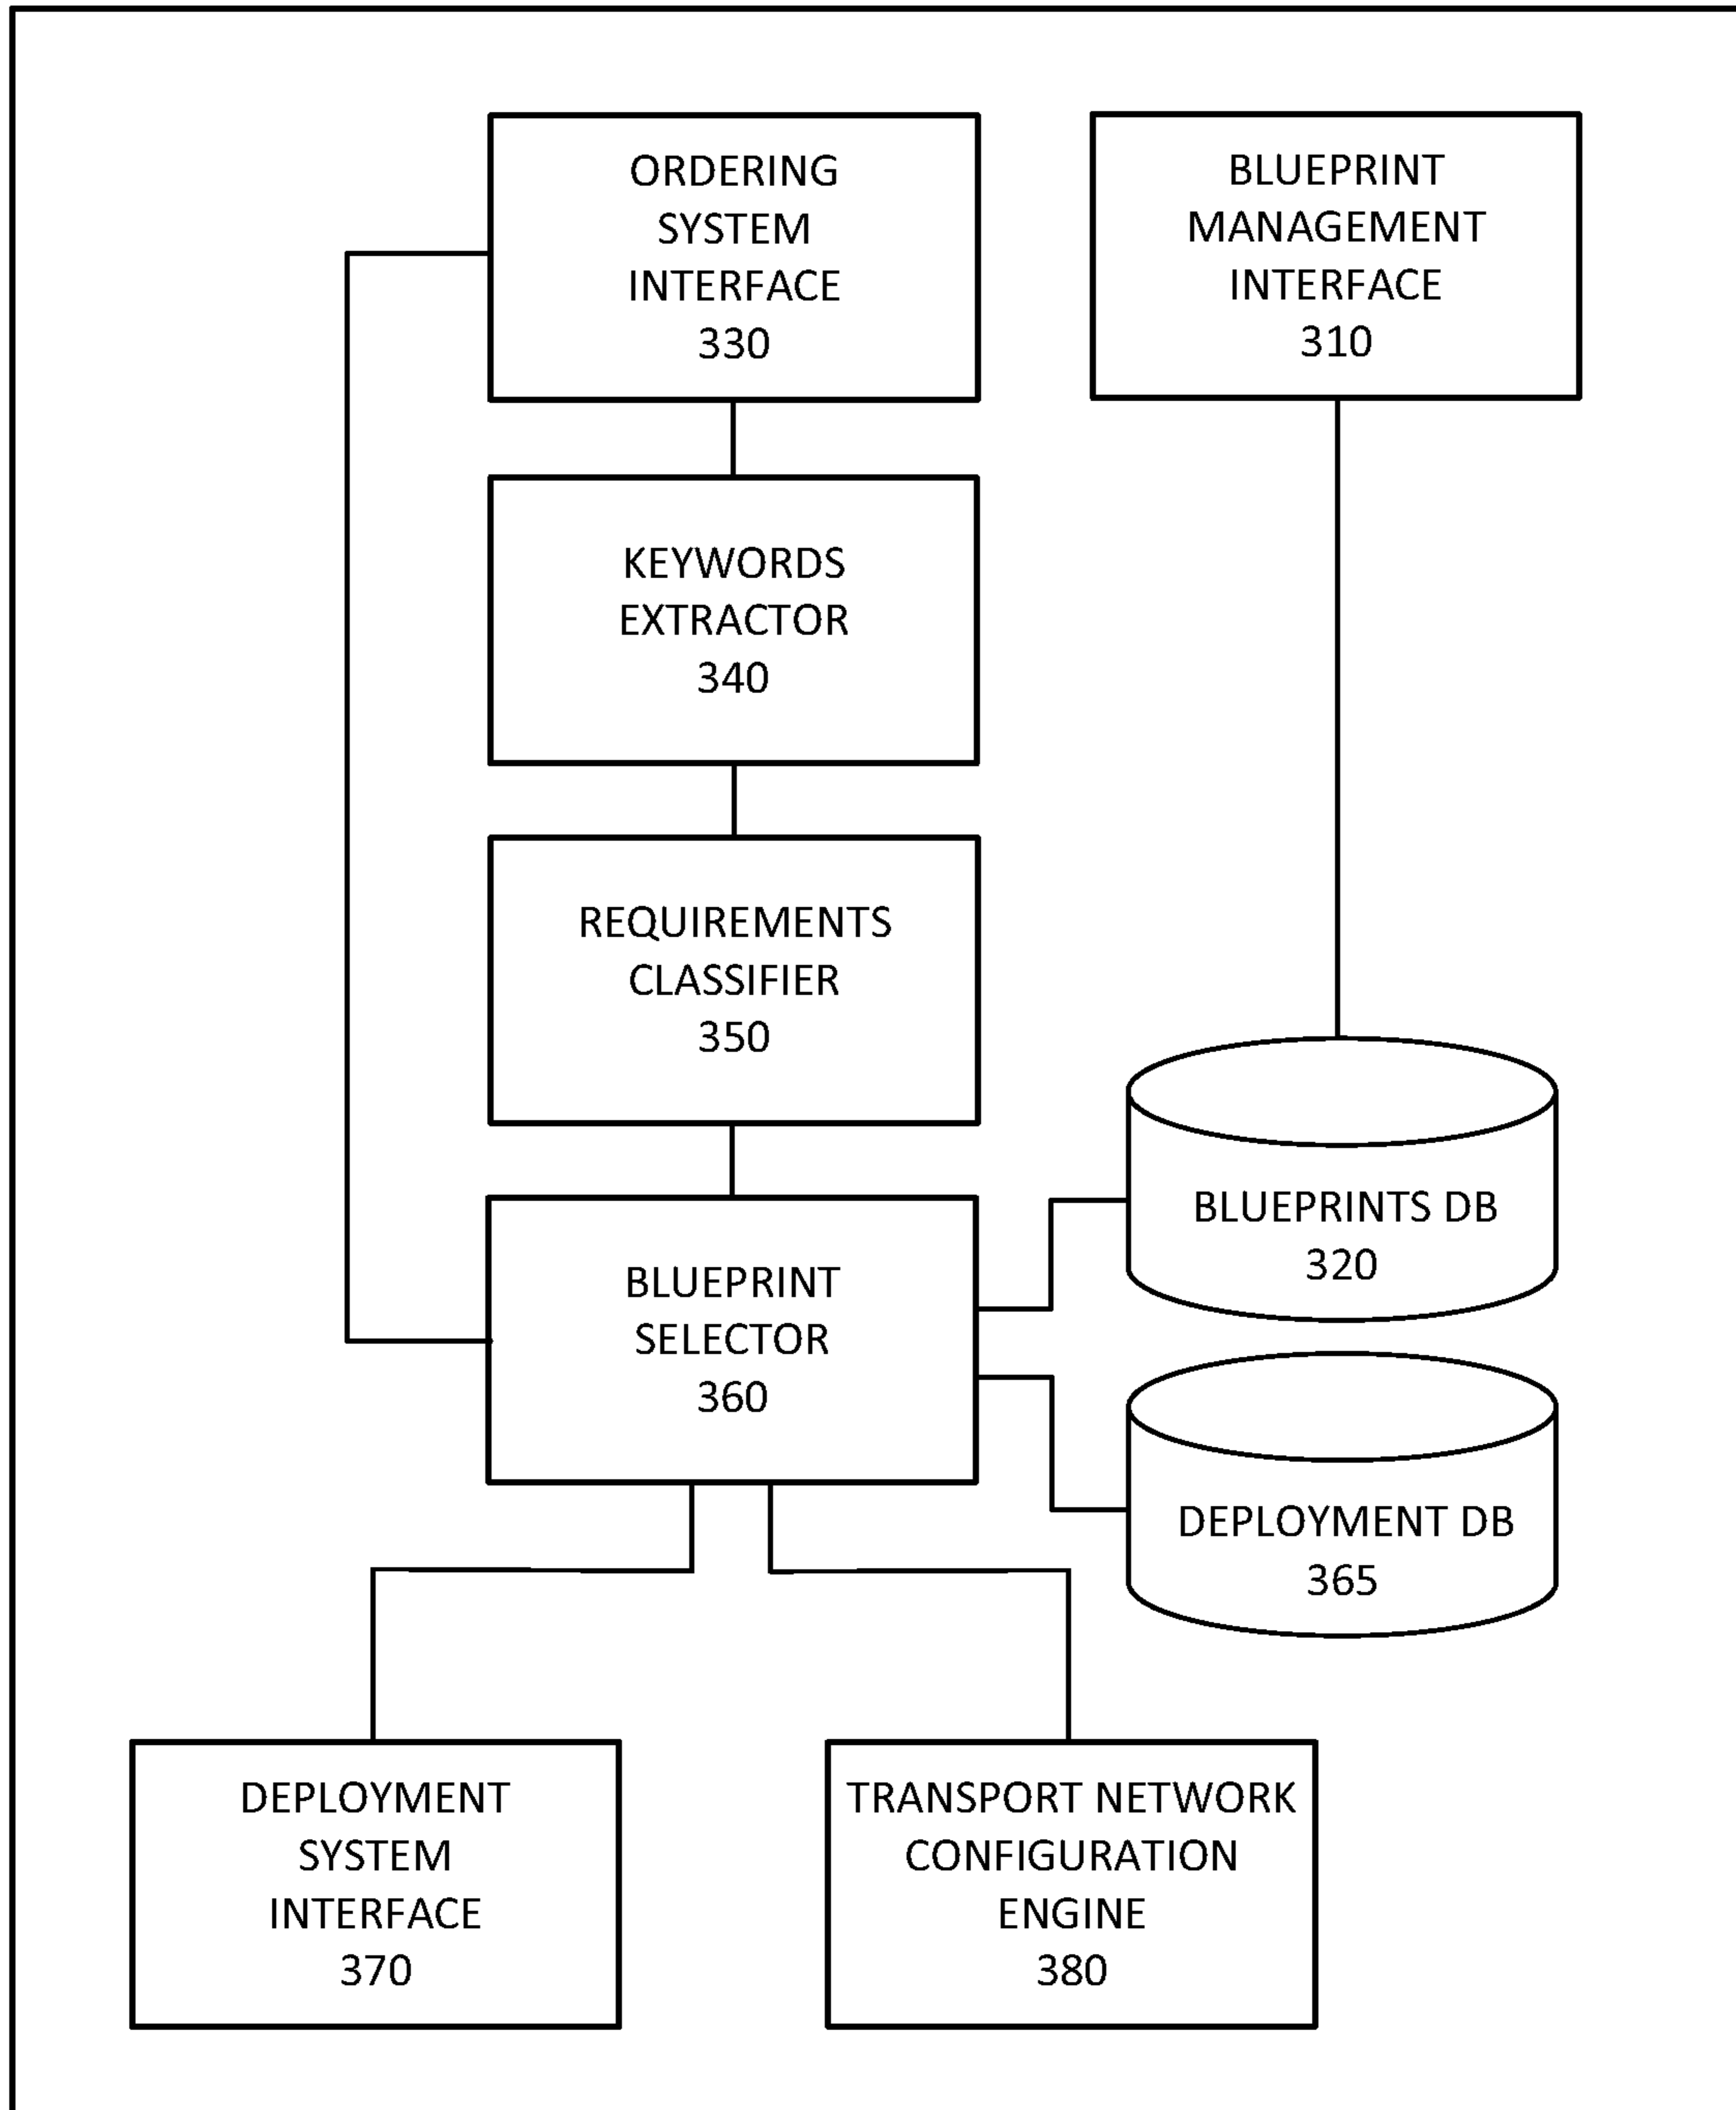 ORDERING
SYSTEM
INTERFACE
330
BLUEPRINT
MANAGEMENT
INTERFACE
310
KEYWORDS
EXTRACTOR
340
REQUIREMENTS
CLASSIFIER
350
BLUEPRINTS DB
320
BLUEPRINT
SELECTOR
360
DEPLOYMENT DB
365
DEPLOYMENT
SYSTEM
INTERFACE
370
TRANSPORT NETWORK
CONFIGURATION
ENGINE
380